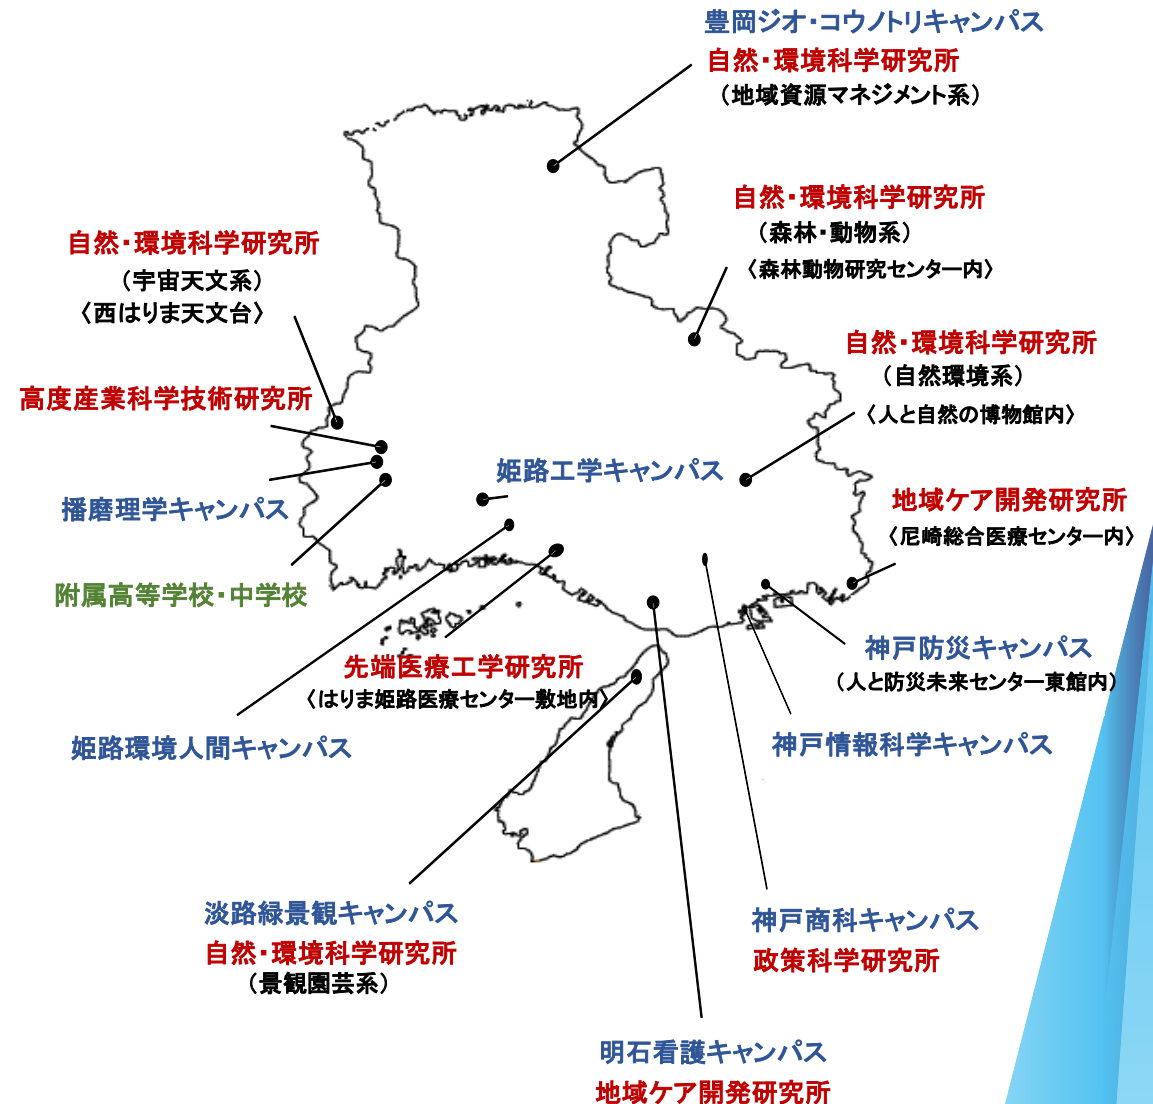 豊岡ジオ・コウノトリキャンパス
自然・環境科学研究所
（地域資源マネジメント系）
自然・環境科学研究所
（森林・動物系）
〈森林動物研究センター内〉
自然・環境科学研究所
（宇宙天文系）
〈西はりま天文台〉
自然・環境科学研究所
（自然環境系）
〈人と自然の博物館内〉
高度産業科学技術研究所
姫路工学キャンパス
播磨理学キャンパス
地域ケア開発研究所
〈尼崎総合医療センター内〉
附属高等学校・中学校
神戸防災キャンパス
（人と防災未来センター東館内）
先端医療工学研究所
〈はりま姫路医療センター敷地内〉
姫路環境人間キャンパス
神戸情報科学キャンパス
淡路緑景観キャンパス
自然・環境科学研究所
（景観園芸系）
神戸商科キャンパス
政策科学研究所
明石看護キャンパス
地域ケア開発研究所